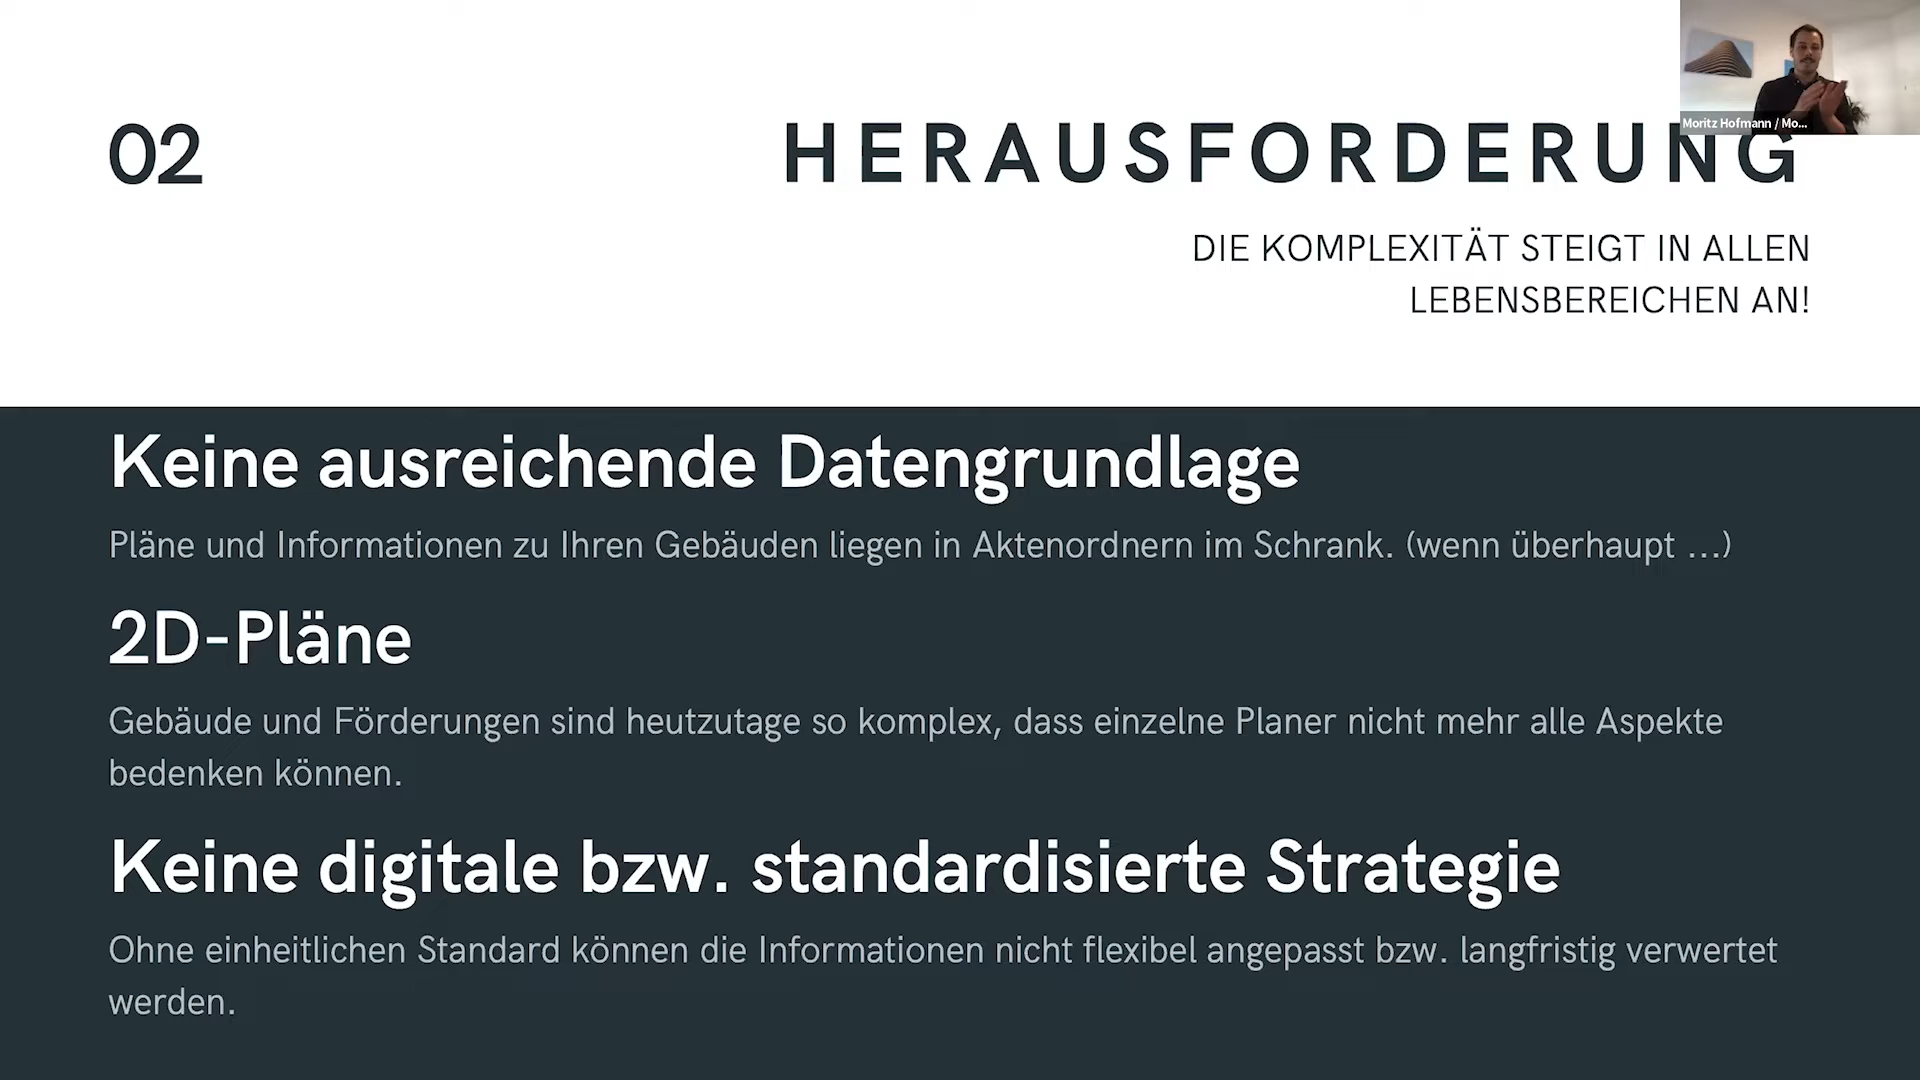 02
HERAUSFORDERUNG
DIE KOMPLEXITÄT STEIGT IN ALLEN
LEBENSBEREICHEN AN!
Moritz Hofmann / Mo...
Keine ausreichende Datengrundlage
Pläne und Informationen zu Ihren Gebäuden liegen in Aktenordnern im Schrank. (wenn überhaupt ...)
2D-Pläne
Gebäude und Förderungen sind heutzutage so komplex, dass einzelne Planer nicht mehr alle Aspekte
bedenken können.
Keine digitale bzw. standardisierte Strategie
Ohne einheitlichen Standard können die Informationen nicht flexibel angepasst bzw. langfristig verwertet
werden.